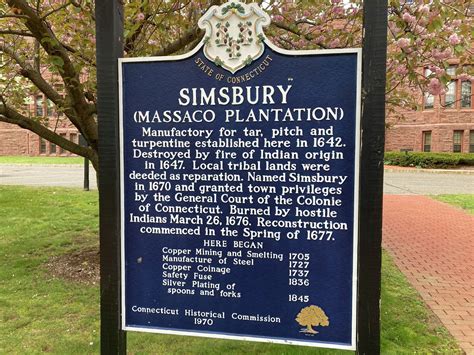 STATE OF CONNECTICUT
SIMSBURY
(MASSACO PLANTATION)
Manufactory for tar, pitch and
turpentine established here in 1642.
Destroyed by fire of Indian origin
in 1647. Local tribal lands were
deeded as reparation. Named Simsbury
in 1670 and granted town privileges
by the General Court of the Colonie
of Connecticut. Burned by hostile
Indians March 26, 1676. Reconstruction
commenced in the Spring of 1677.
HERE BEGAN
Copper Mining and Smelting 1705
Manufacture of Steel 1727
Copper Coinage 1737
Safety Fuse 1836
Silver Plating of
spoons and forks 1845
Connecticut Historical Commission
1970